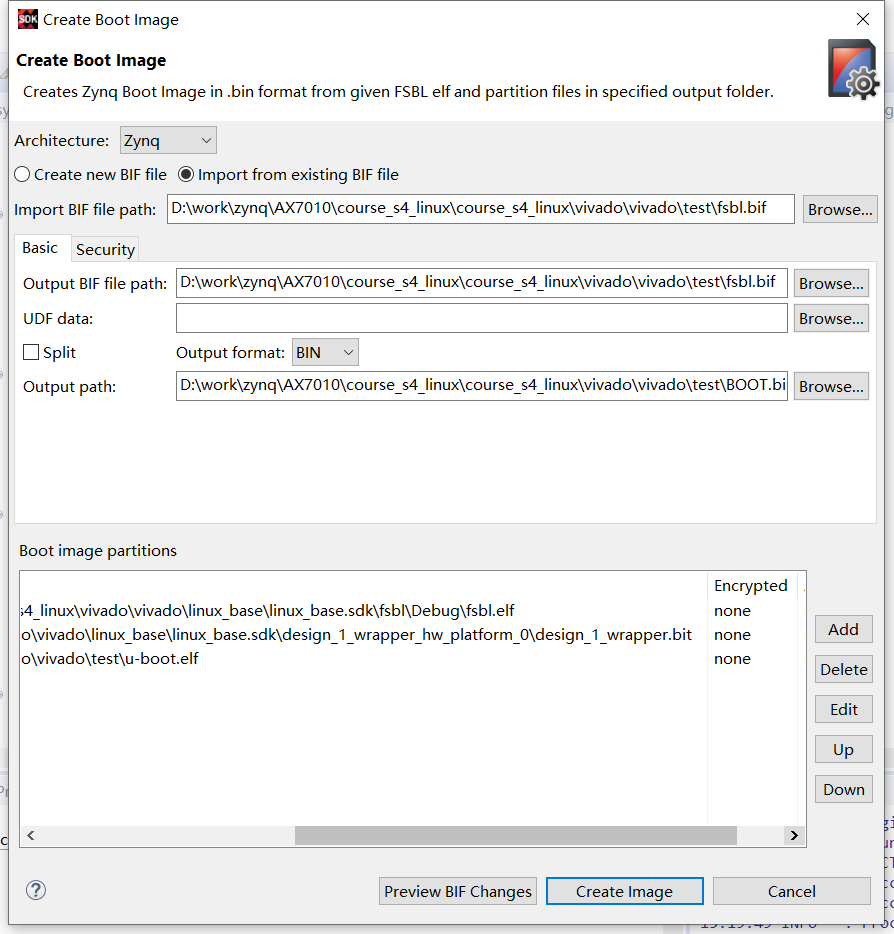 SDK Create Boot Image
Create Boot Image
Creates Zynq Boot Image in .bin format from given FSBL elf and partition files in specified output folder.
Architecture: Zynq
Create new BIF file Import from existing BIF file
Import BIF file path: D:\work\zynq\AX7010\course_s4_linux\course_s4_linux\vivado\vivado\test\fsbl.bif Browse...
Basic Security
Output BIF file path: D:\work\zynq\AX7010\course_s4_linux\course_s4_linux\vivado\vivado\test\fsbl.bif Browse...
UDF data: Browse...
Split Output format: BIN
Output path: D:\work\zynq\AX7010\course_s4_linux\course_s4_linux\vivado\vivado\test\BOOT.bi Browse...
Boot image partitions
Encrypted
s4_linux\vivado\vivado\linux_base\linux_base.sdk\fsbl\Debug\fsbl.elf none
o\vivado\linux_base\linux_base.sdk\design_1_wrapper_hw_platform_0\design_1_wrapper.bit none
o\vivado\test\u-boot.elf none
Add
Delete
Edit
Up
Down
Preview BIF Changes Create Image Cancel